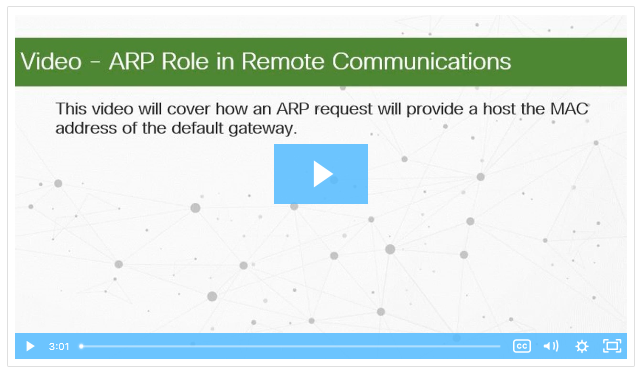 Video - ARP Role in Remote Communications
This video will cover how an ARP request will provide a host the MAC
address of the default gateway.
3:01
CC